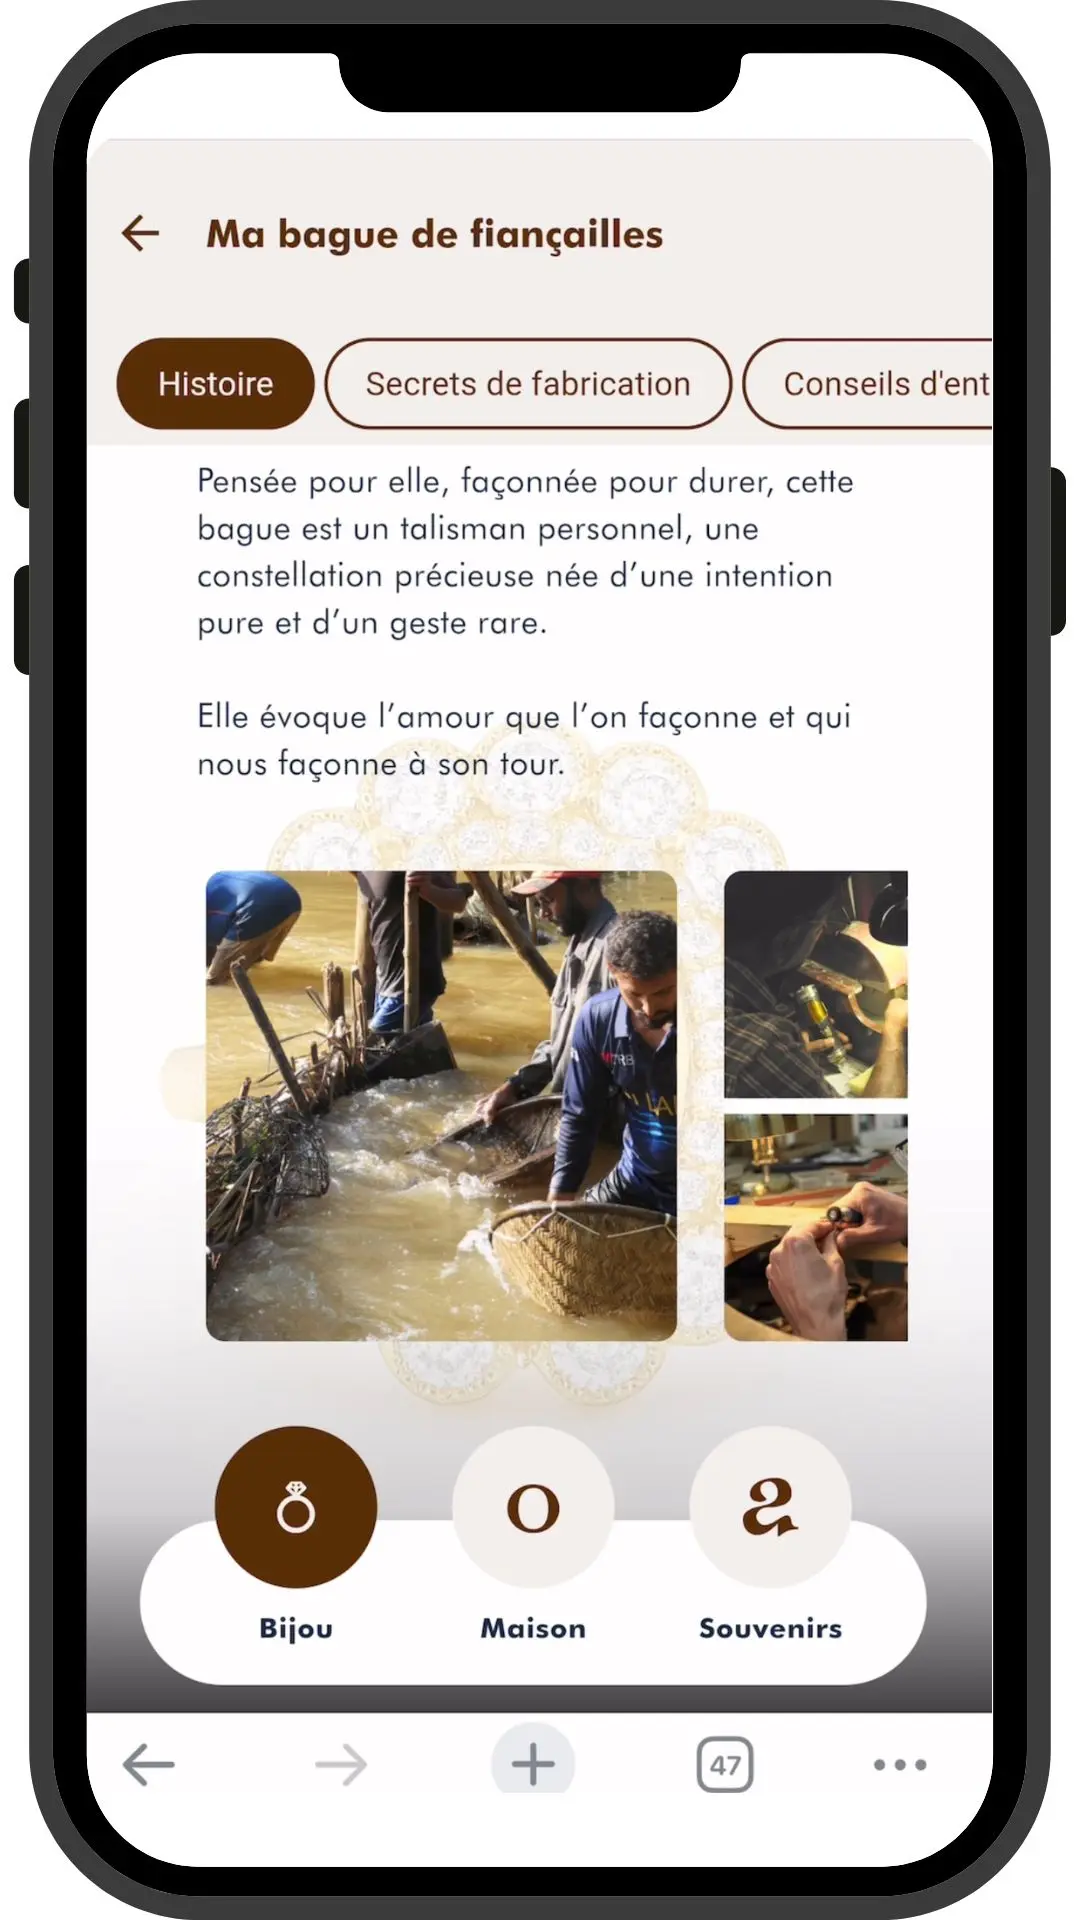 Ma bague de fiançailles
Histoire
Secrets de fabrication
Conseils d'ent
Pensée pour elle, façonnée pour durer, cette
bague est un talisman personnel, une
constellation précieuse née d’une intention
pure et d’un geste rare.
Elle évoque l’amour que l’on façonne et qui
nous façonne à son tour.
o
a
Bijou
Maison
Souvenirs
47